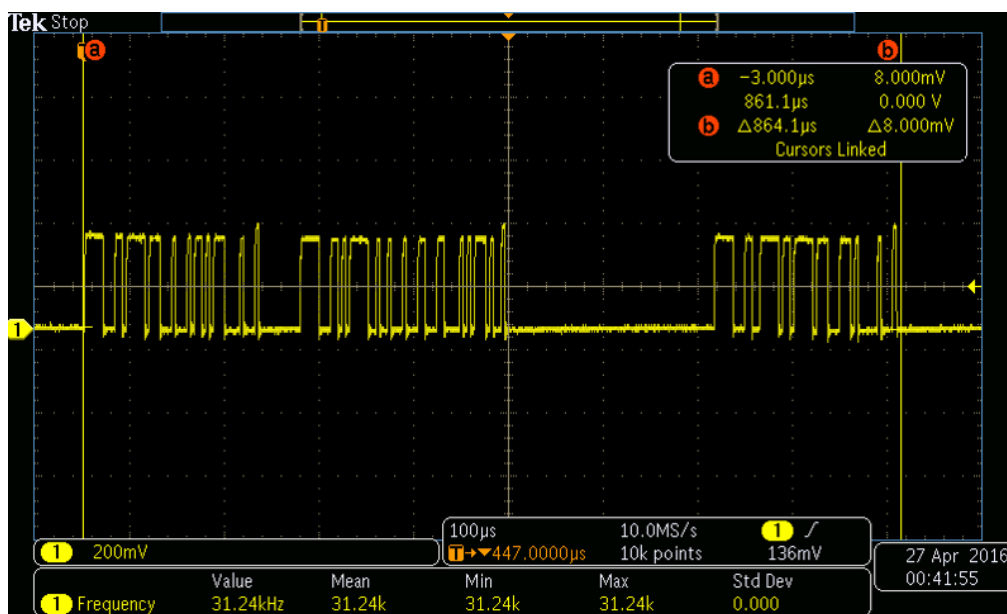 Tek Stop
T
a
b
a −3.000µs 8.000mV
861.1µs 0.000 V
b Δ864.1µs Δ8.000mV
Cursors Linked
1
1 200mV
100µs 10.0MS/s 1
T→▼447.0000µs 10k points 136mV
27 Apr 2016
00:41:55
Value Mean Min Max Std Dev
1 Frequency 31.24kHz 31.24k 31.24k 31.24k 0.000